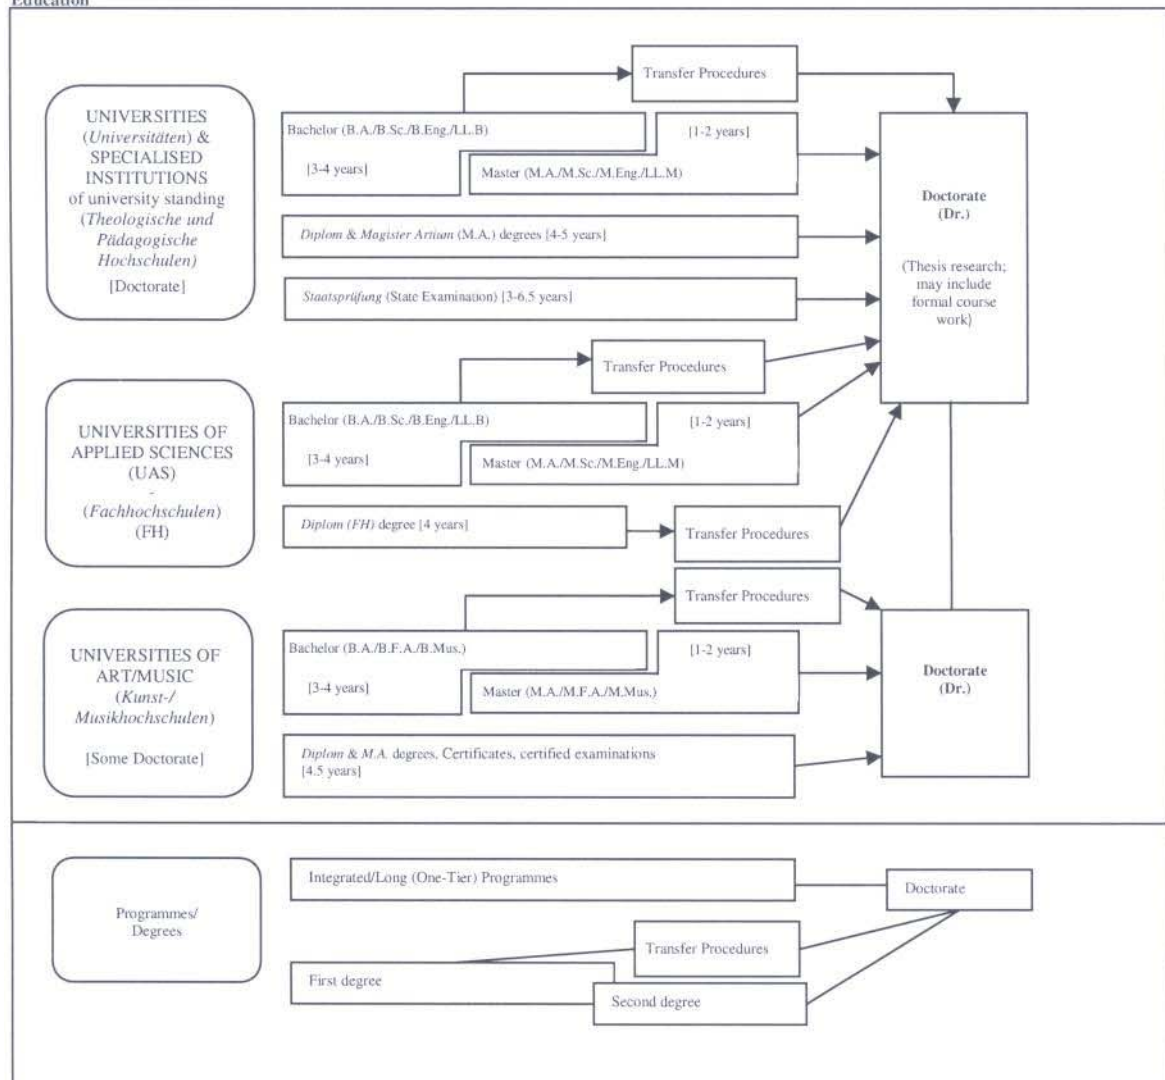 Education
Transfer Procedures
UNIVERSITIES
(Universitäten) &
SPECIALISED
INSTITUTIONS
of university standing
(Theologische und
Pädagogische
Hochschulen)
[Doctorate]
Bachelor (B.A./B.Sc./B.Eng./LL.B)
[3-4 years]
[1-2 years]
Master (M.A./M.Sc./M.Eng./LL.M)
Diplom & Magister Artium (M.A.) degrees [4-5 years]
Staatsprüfung (State Examination) [3-6.5 years]
Doctorate
(Dr.)
(Thesis research;
may include
formal course
work)
Transfer Procedures
UNIVERSITIES OF
APPLIED SCIENCES
(UAS)
-
(Fachhochschulen)
(FH)
Bachelor (B.A./B.Sc./B.Eng./LL.B)
[3-4 years]
[1-2 years]
Master (M.A./M.Sc./M.Eng./LL.M)
Diplom (FH) degree [4 years]
Transfer Procedures
Transfer Procedures
UNIVERSITIES OF
ART/MUSIC
(Kunst-/
Musikhochschulen)
[Some Doctorate]
Bachelor (B.A./B.F.A./B.Mus.)
[3-4 years]
[1-2 years]
Master (M.A./M.F.A./M.Mus.)
Diplom & M.A. degrees, Certificates, certified examinations
[4.5 years]
Doctorate
(Dr.)
Programmes/
Degrees
Integrated/Long (One-Tier) Programmes
Doctorate
Transfer Procedures
First degree
Second degree